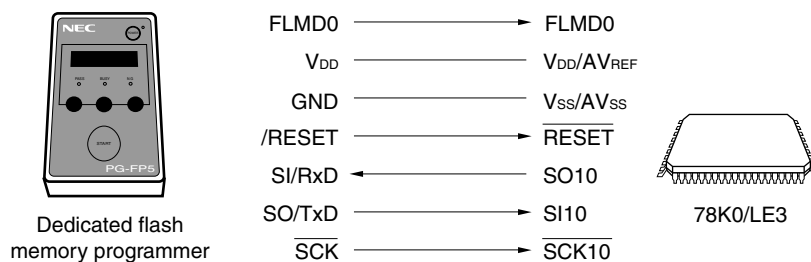 NEC
START
PG-FP5
Dedicated flash
memory programmer
FLMD0 FLMD0
VDD VDD/AVREF
GND VSS/AVSS
/RESET RESET
SI/RxD SO10
SO/TxD SI10
SCK SCK10
78K0/LE3